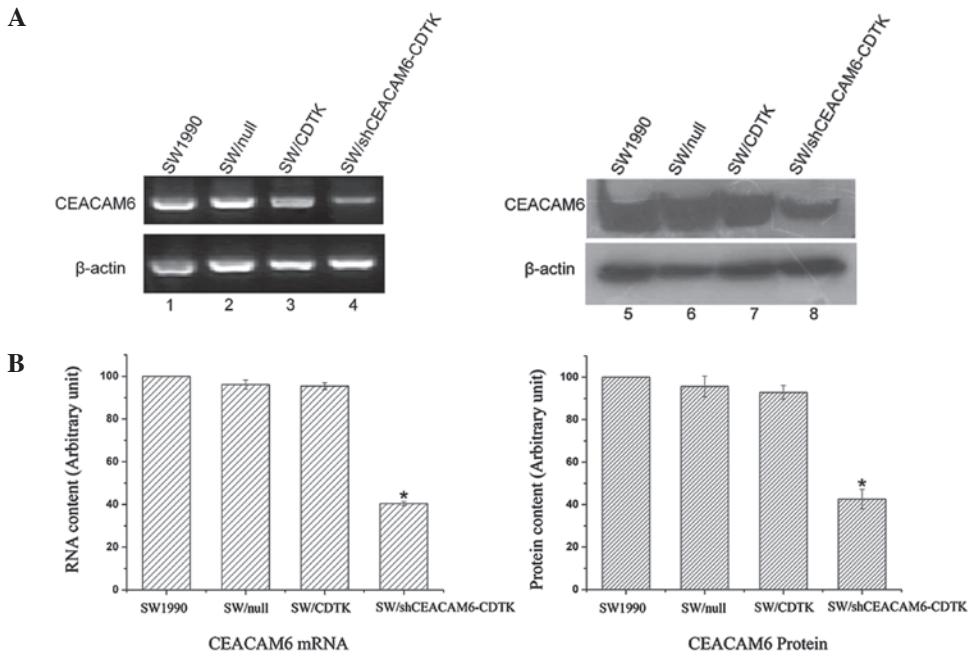 A
SW1990
SW/null
SW/CDTK
SW/shCEACAM6-CDTK
CEACAM6
β-actin
1 2 3 4
SW1990
SW/null
SW/CDTK
SW/shCEACAM6-CDTK
CEACAM6
β-actin
5 6 7 8
B
RNA content (Arbitrary unit)
100
80
60
40
20
0
*
SW1990 SW/null SW/CDTK SW/shCEACAM6-CDTK
CEACAM6 mRNA
Protein content (Arbitrary unit)
100
80
60
40
20
0
*
SW1990 SW/null SW/CDTK SW/shCEACAM6-CDTK
CEACAM6 Protein